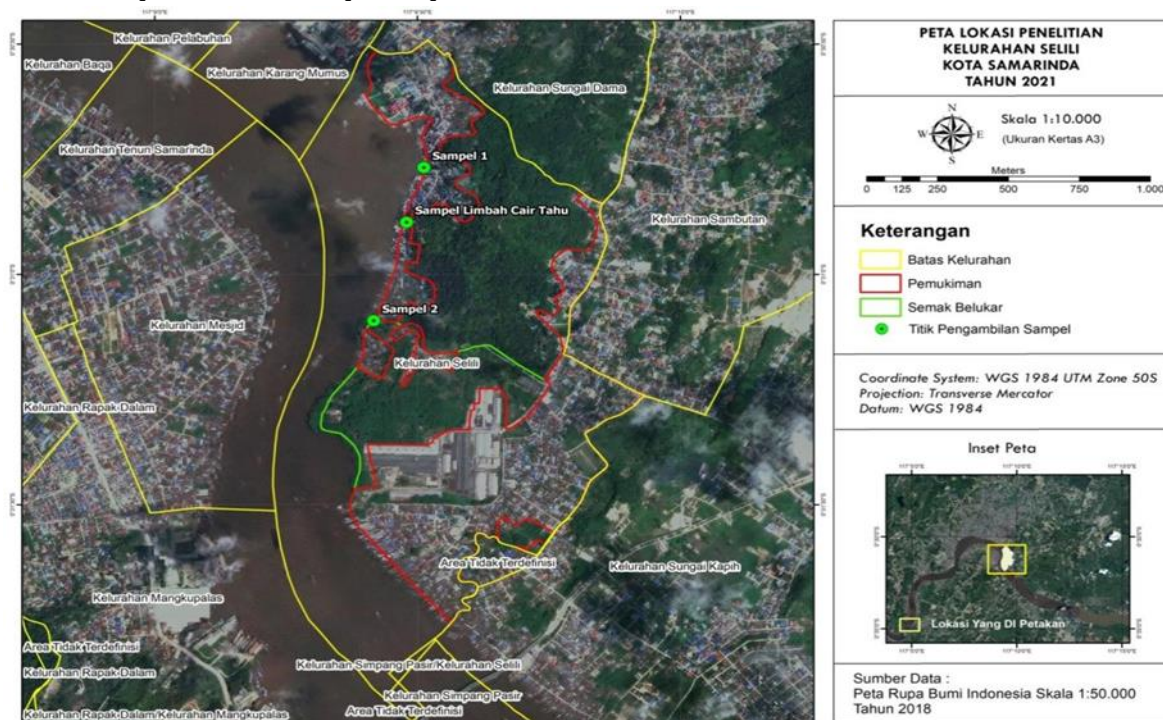 Kelurahan Pelabuhan
Kelurahan Baqa
Kelurahan Karang Mumus
Kelurahan Sungai Dama
Kelurahan Tenun Samarinda
Sampel 1
Sampel Limbah Cair Tahu
Kelurahan Sambutan
Kelurahan Mesjid
Sampel 2
Kelurahan Selili
Kelurahan Rapak Dalam
Area Tidak Terdefinisi
Kelurahan Sungai Kapih
Kelurahan Mangkupalas
Area Tidak Terdefinisi
Kelurahan Rapak Dalam
Kelurahan Simpang Pasir/Kelurahan Selili
Kelurahan Simpang Pasir
Area Tidak Terdefinisi
Kelurahan Rapak Dalam/Kelurahan Mangkupalas
PETA LOKASI PENELITIAN
KELURAHAN SELILI
KOTA SAMARINDA
TAHUN 2021
N
W E
S
Skala 1:10.000
(Ukuran Kertas A3)
Meters
0 125 250 500 750 1.000
Keterangan
Batas Kelurahan
Pemukiman
Semak Belukar
Titik Pengambilan Sampel
Coordinate System: WGS 1984 UTM Zone 50S
Projection: Transverse Mercator
Datum: WGS 1984
Inset Peta
Lokasi Yang DI Petakan
Sumber Data :
Peta Rupa Bumi Indonesia Skala 1:50.000
Tahun 2018